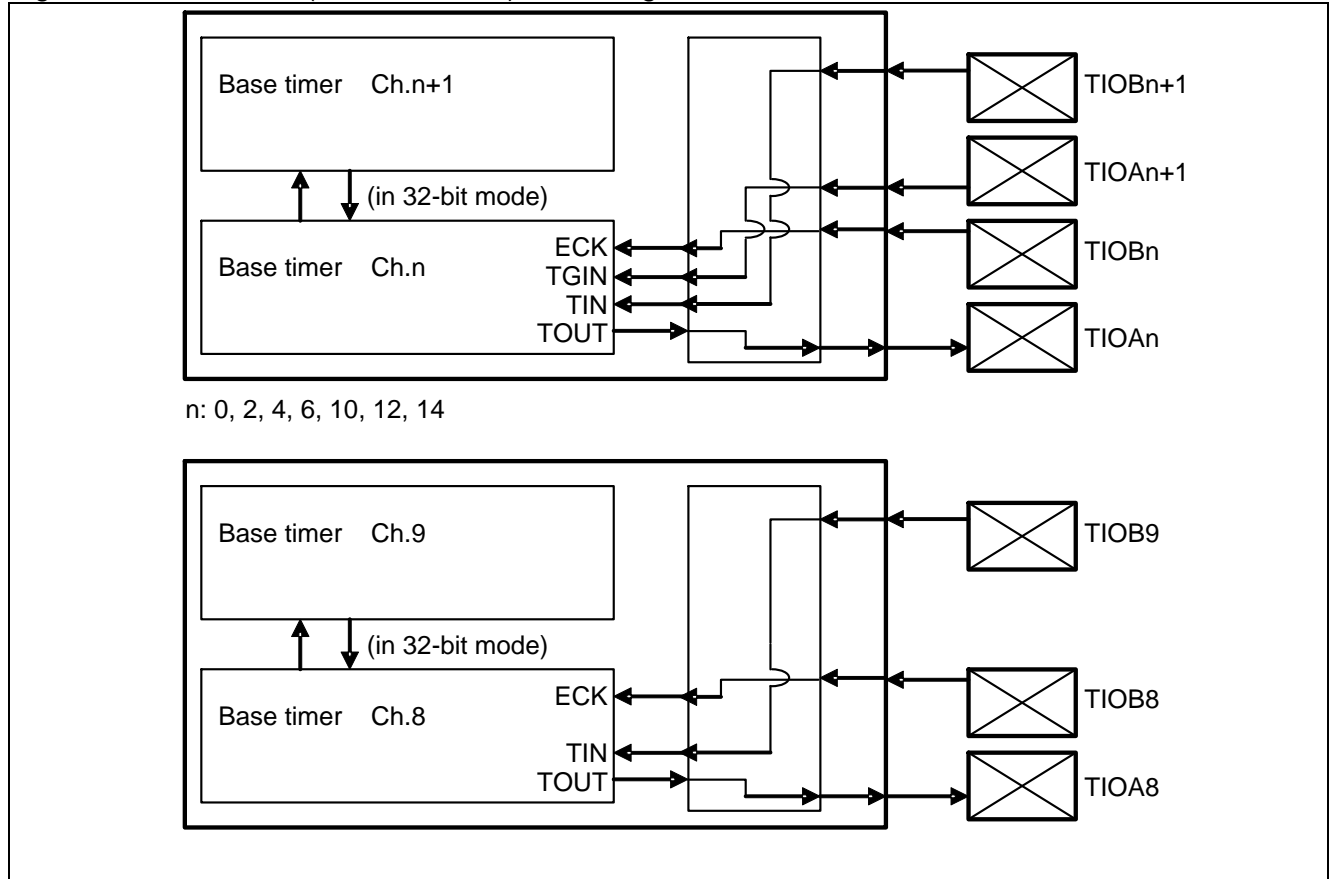 Base timer Ch.n+1
TIOBn+1
TIOAn+1
(in 32-bit mode)
TIOBn
ECK
Base timer Ch.n
TGIN
TIN
TOUT
TIOAn
n: 0, 2, 4, 6, 10, 12, 14
Base timer Ch.9
TIOB9
(in 32-bit mode)
ECK
TIOB8
Base timer Ch.8
TIN
TOUT
TIOA8